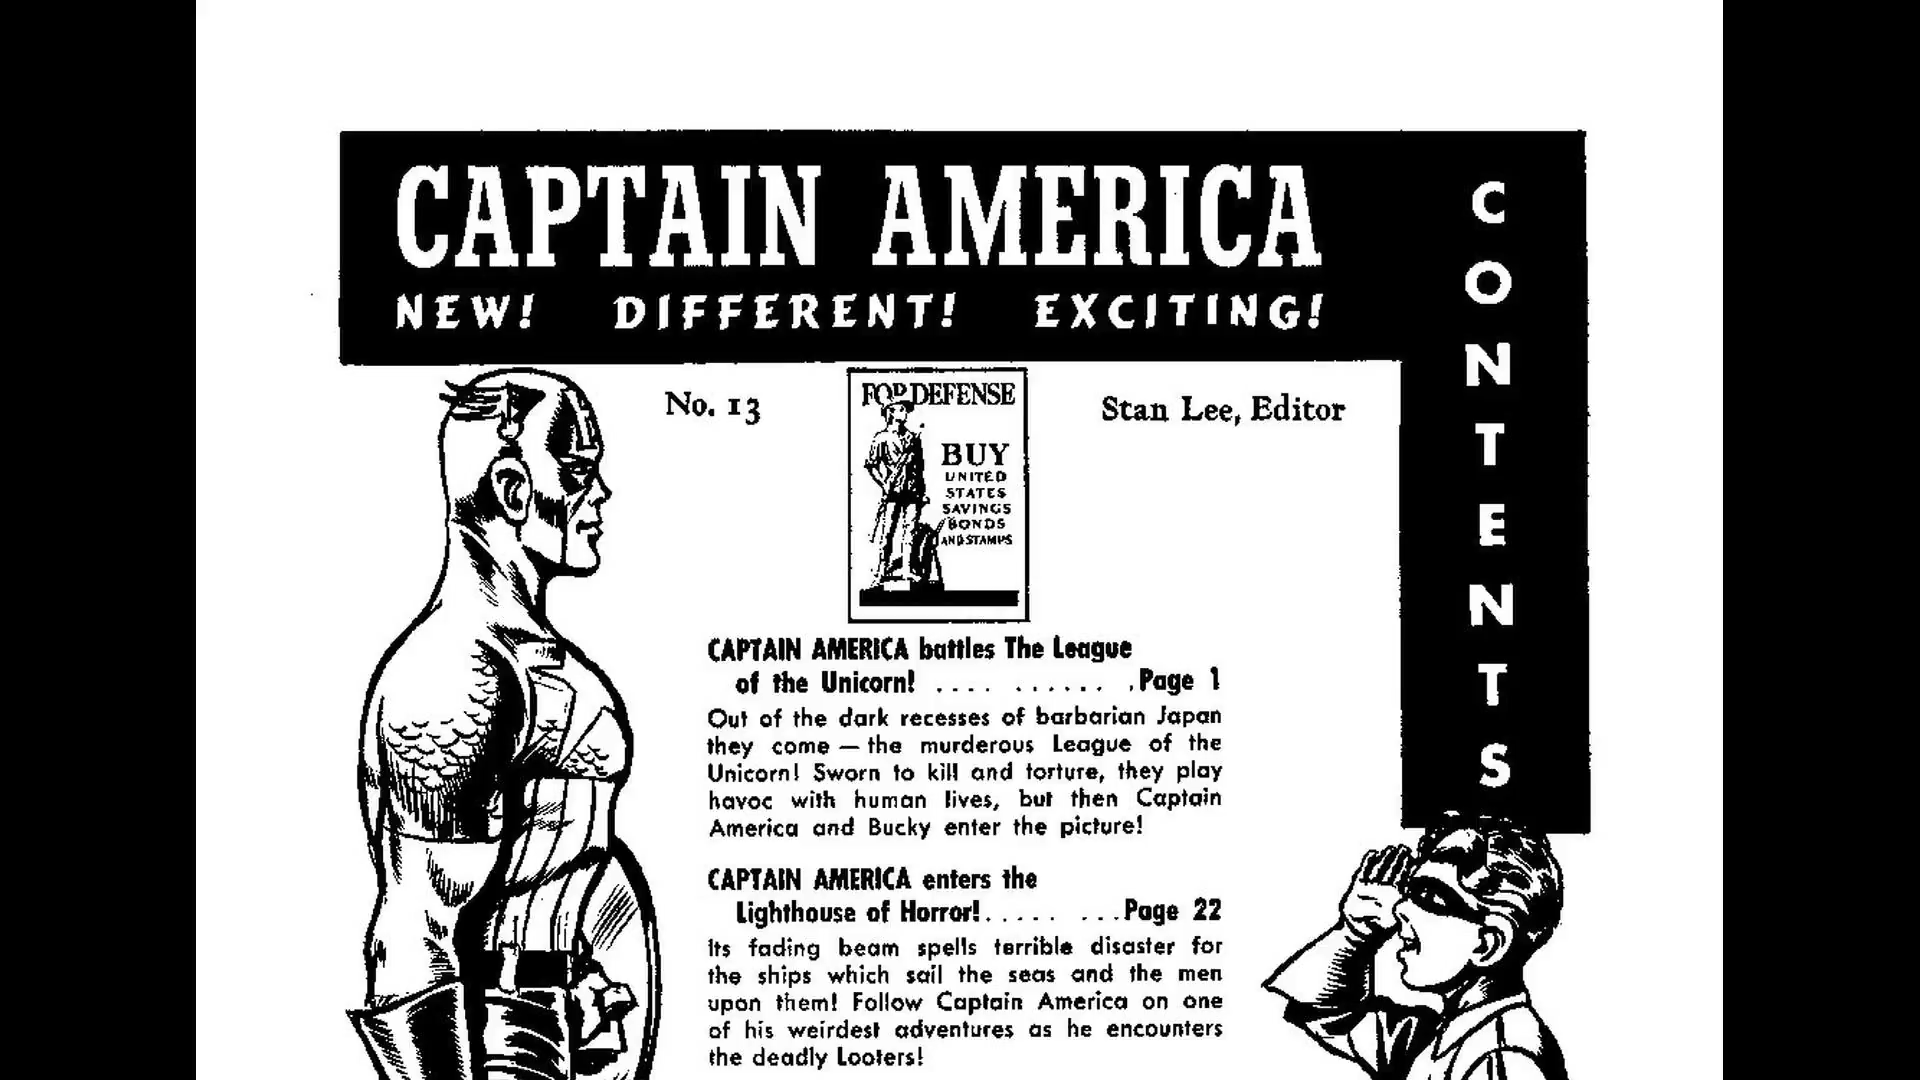 CAPTAIN AMERICA
NEW! DIFFERENT! EXCITING!
CONTENTS
No. 13
FOR DEFENSE
BUY
UNITED
STATES
SAVINGS
BONDS
AND STAMPS
Stan Lee, Editor
CAPTAIN AMERICA battles The League
of the Unicorn! .... ...... .Page 1
Out of the dark recesses of barbarian Japan
they come — the murderous League of the
Unicorn! Sworn to kill and torture, they play
havoc with human lives, but then Captain
America and Bucky enter the picture!
CAPTAIN AMERICA enters the
Lighthouse of Horror!..... ...Page 22
Its fading beam spells terrible disaster for
the ships which sail the seas and the men
upon them! Follow Captain America on one
of his weirdest adventures as he encounters
the deadly Looters!